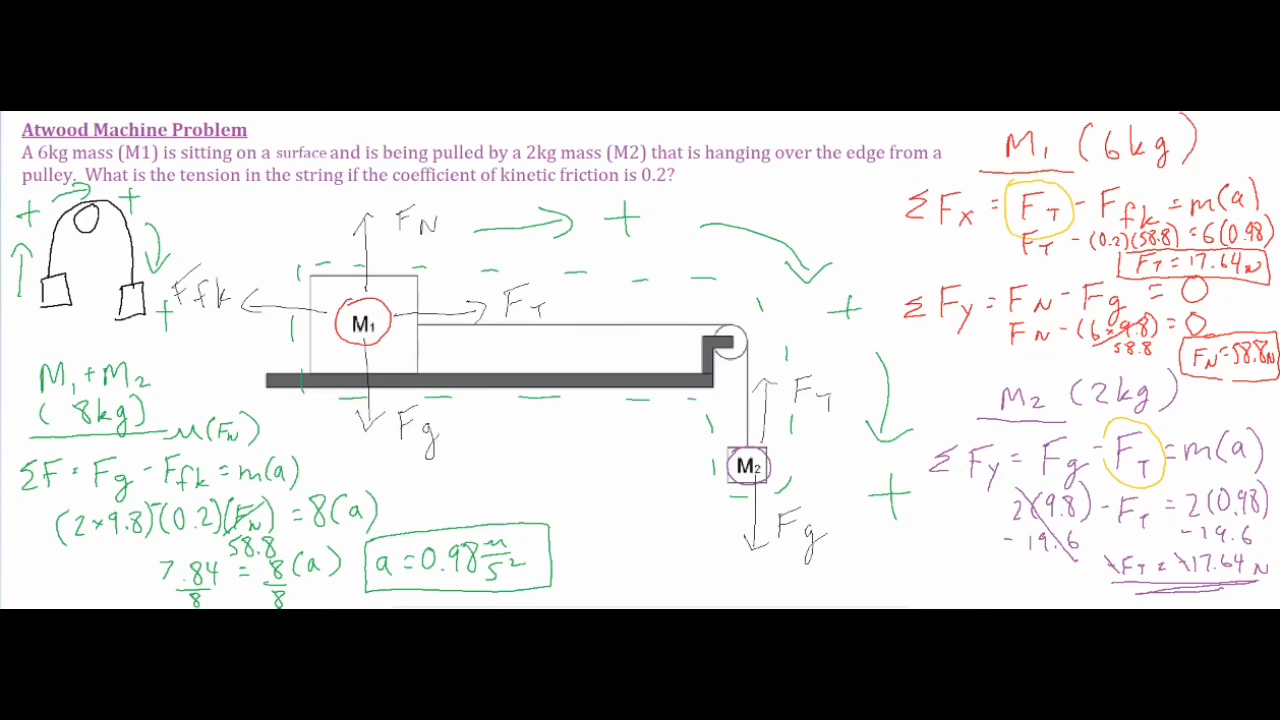 Atwood Machine Problem
A 6kg mass (M1) is sitting on a surface and is being pulled by a 2kg mass (M2) that is hanging over the edge from a
pulley. What is the tension in the string if the coefficient of kinetic friction is 0.2?
+ +
+
FN
+
Ffk
M₁
FT
+
FT
M₂
Fg
Fg
+
M₁ + M₂
(8kg)
μ(FN)
ΣF = Fg - Ffk = m(a)
(2×9.8) - (0.2)(FN) = 8(a)
58.8
7.84 = 8(a)
8 8
a = 0.98 m/s²
M₁ (6kg)
ΣFx = FT - Ffk = m(a)
FT - (0.2)(58.8) = 6(0.98)
FT = 17.64 N
ΣFy = FN - Fg = 0
FN - (6×9.8) = 0
58.8
FN = 58.8N
M₂ (2kg)
ΣFy = Fg - FT = m(a)
2(9.8) - FT = 2(0.98)
-19.6 -19.6
-FT = -17.64 N